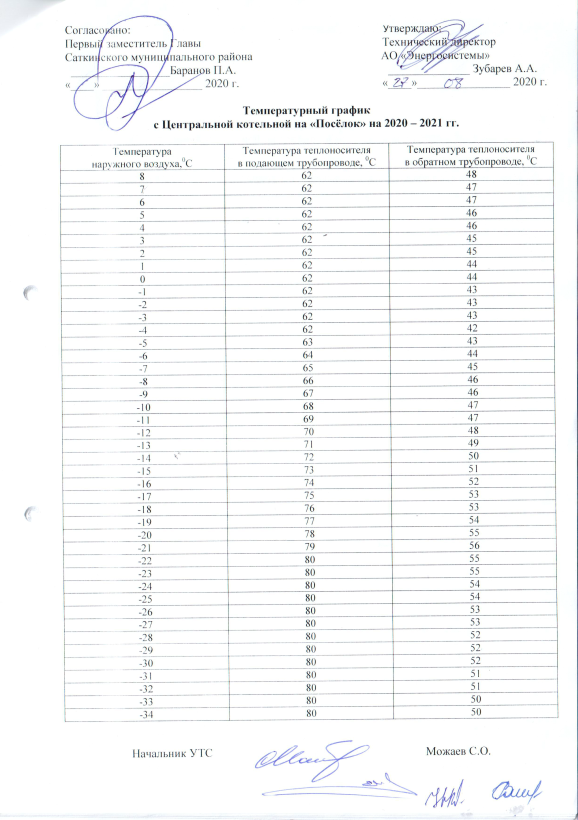 Согласовано:
Первый заместитель Главы
Саткинского муниципального района
Баранов П.А.
«____» ____________ 2020 г.
Утверждаю:
Технический директор
АО «Энергосистемы»
Зубарев А.А.
« 27 » 08 2020 г.
Температурный график
с Центральной котельной на «Посёлок» на 2020 – 2021 гг.
Температура наружного воздуха,⁰С | Температура теплоносителя в подающем трубопроводе, ⁰С | Температура теплоносителя в обратном трубопроводе, ⁰С
8 62 48
7 62 47
6 62 47
5 62 46
4 62 46
3 62 45
2 62 45
1 62 44
0 62 44
-1 62 43
-2 62 43
-3 62 43
-4 62 42
-5 63 43
-6 64 44
-7 65 45
-8 66 46
-9 67 46
-10 68 47
-11 69 47
-12 70 48
-13 71 49
-14 72 50
-15 73 51
-16 74 52
-17 75 53
-18 76 53
-19 77 54
-20 78 55
-21 79 56
-22 80 55
-23 80 55
-24 80 54
-25 80 54
-26 80 53
-27 80 53
-28 80 52
-29 80 52
-30 80 52
-31 80 51
-32 80 51
-33 80 50
-34 80 50
Начальник УТС Можаев С.О.